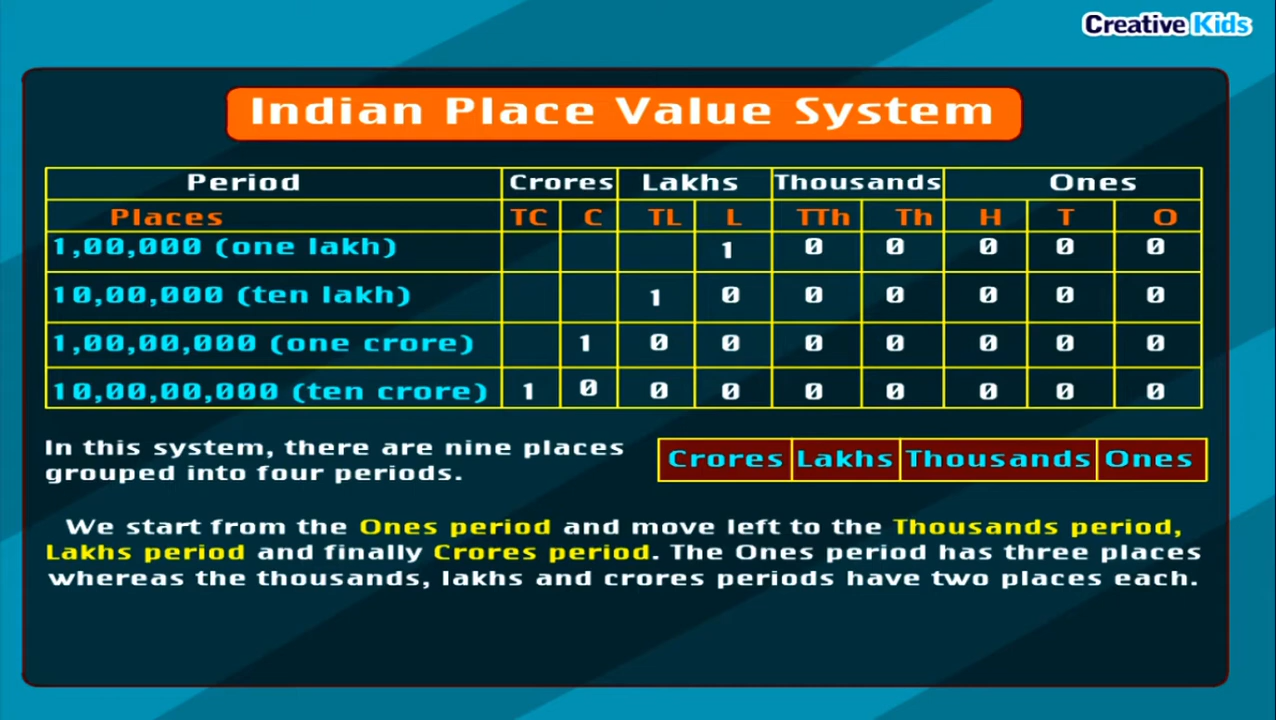 Creative Kids
Indian Place Value System
Period Crores Lakhs Thousands Ones
Places TC C TL L TTh Th H T O
1,00,000 (one lakh) 1 0 0 0 0 0
10,00,000 (ten lakh) 1 0 0 0 0 0 0
1,00,00,000 (one crore) 1 0 0 0 0 0 0 0
10,00,00,000 (ten crore) 1 0 0 0 0 0 0 0 0
In this system, there are nine places
grouped into four periods.
Crores Lakhs Thousands Ones
We start from the Ones period and move left to the Thousands period,
Lakhs period and finally Crores period. The Ones period has three places
whereas the thousands, lakhs and crores periods have two places each.